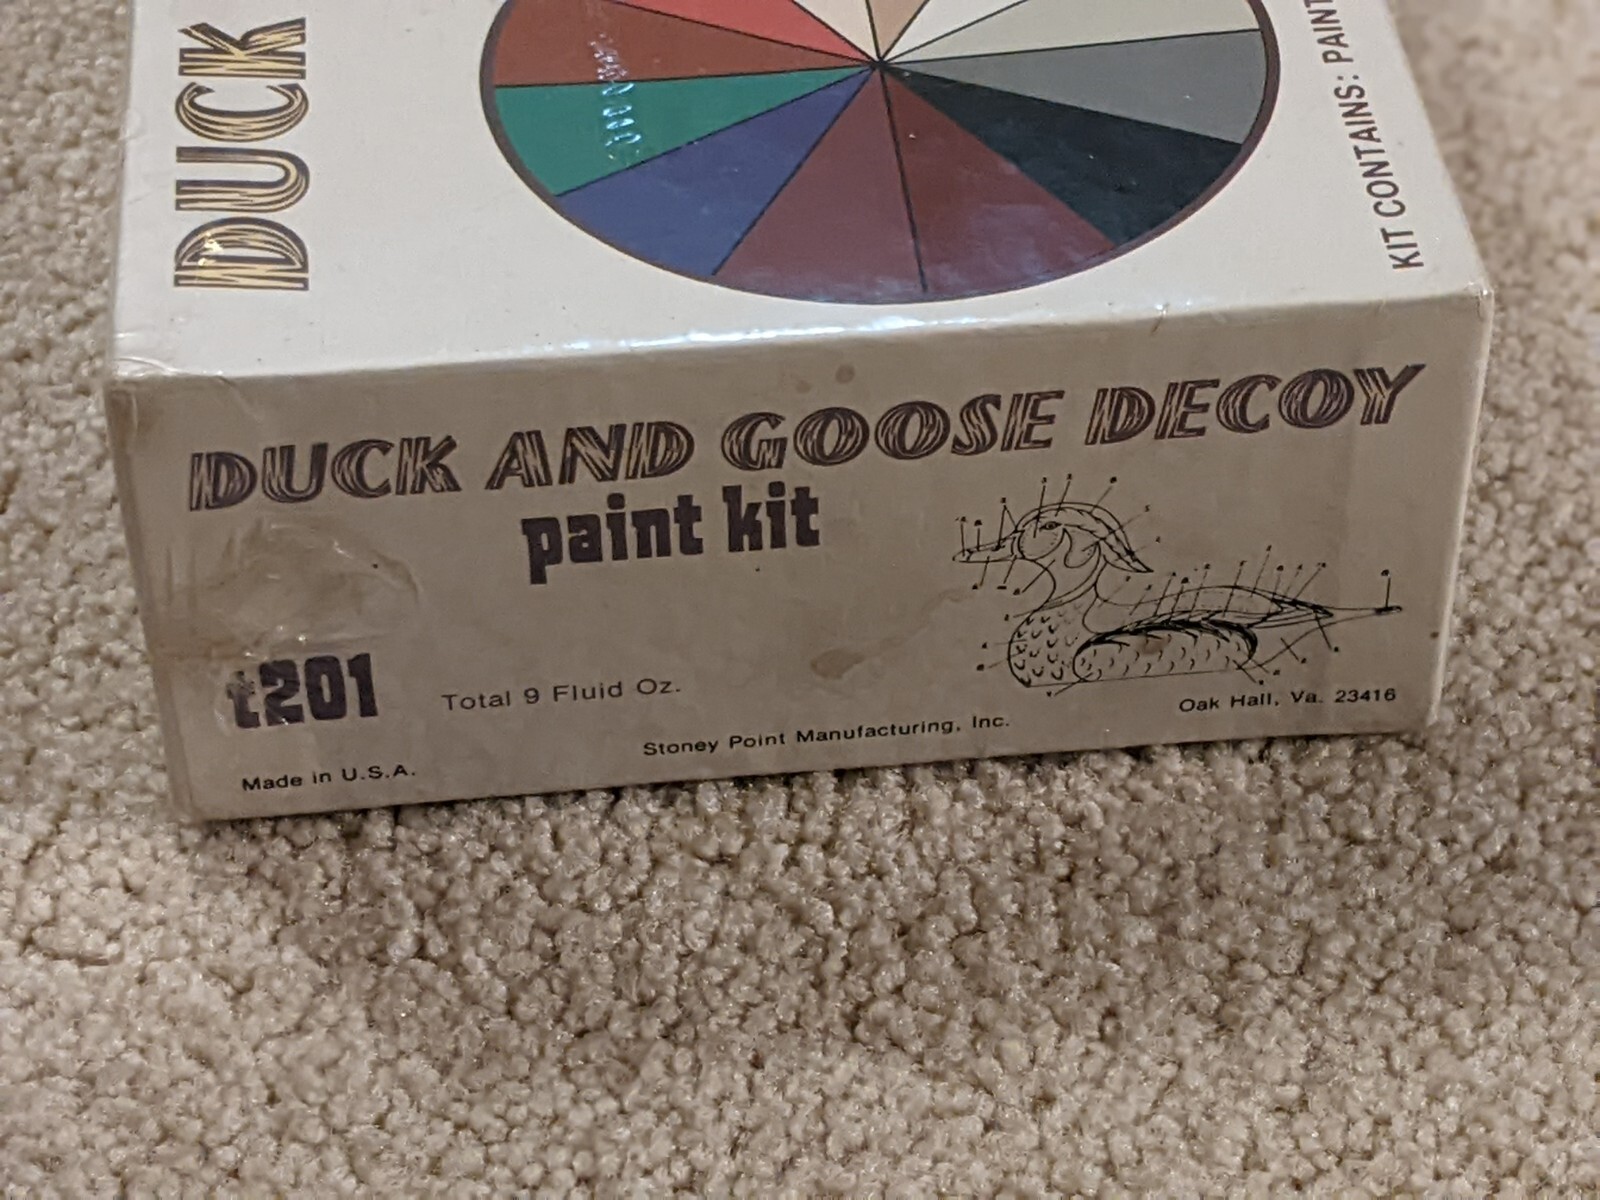 DUCK
KIT CONTAINS: PAINT
DUCK AND GOOSE DECOY
paint kit
t201
Total 9 Fluid Oz.
Oak Hall, Va. 23416
Stoney Point Manufacturing, Inc.
Made in U.S.A.